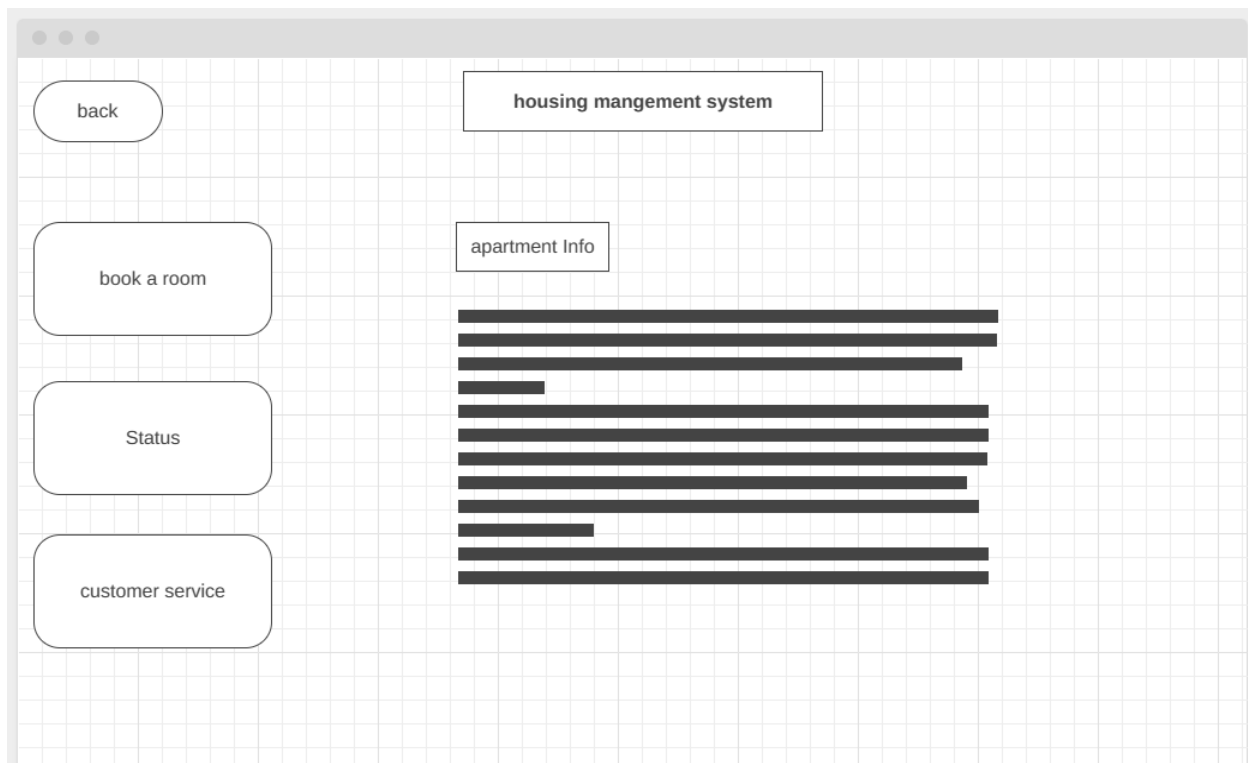 back
housing mangement system
book a room
apartment Info
Status
customer service